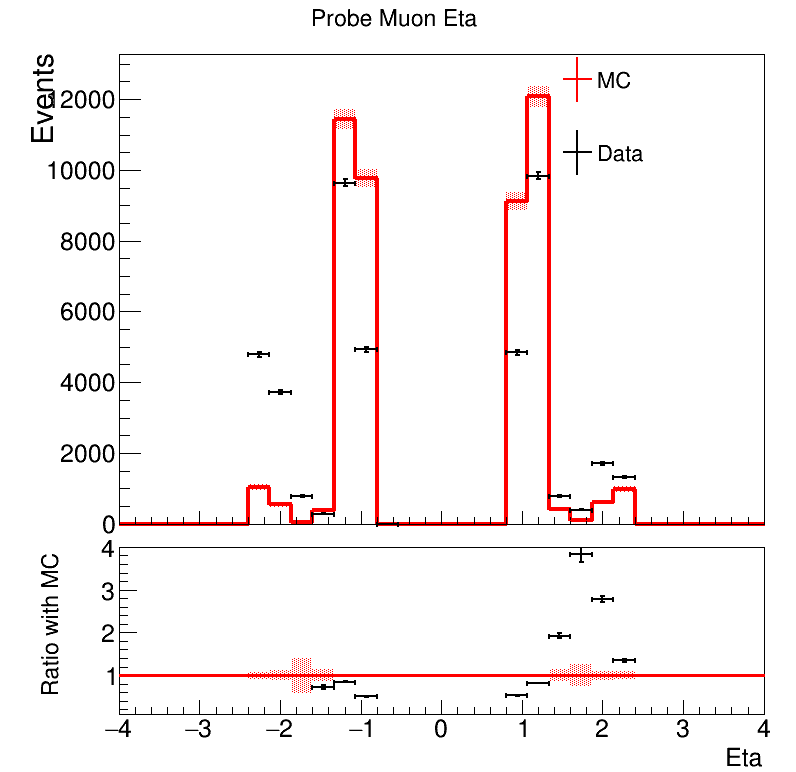 Probe Muon Eta
Events
12000
10000
8000
6000
4000
2000
0
MC
Data
Ratio with MC
4
3
2
1
−4 −3 −2 −1 0 1 2 3 4
Eta